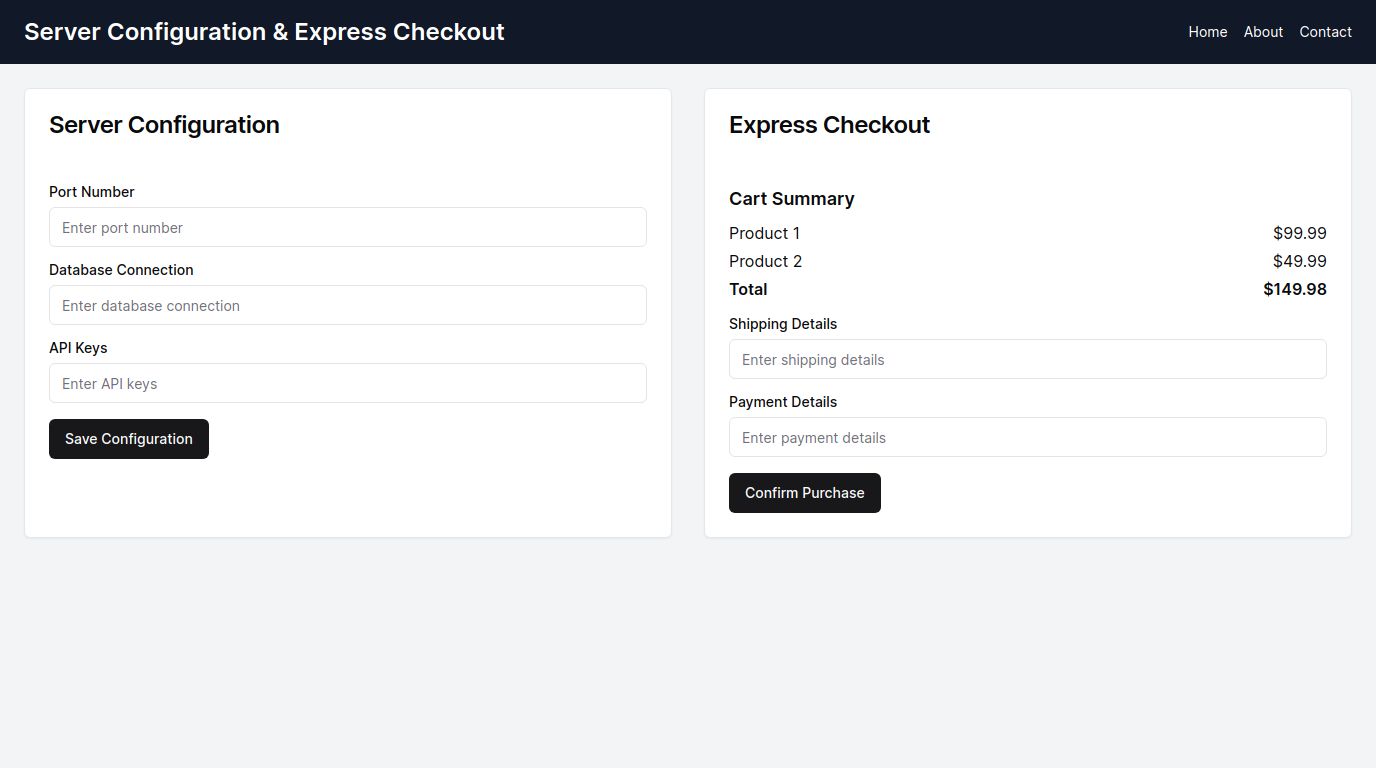 Server Configuration & Express Checkout
Home About Contact
Server Configuration
Port Number
Enter port number
Database Connection
Enter database connection
API Keys
Enter API keys
Save Configuration
Express Checkout
Cart Summary
Product 1 $99.99
Product 2 $49.99
Total $149.98
Shipping Details
Enter shipping details
Payment Details
Enter payment details
Confirm Purchase